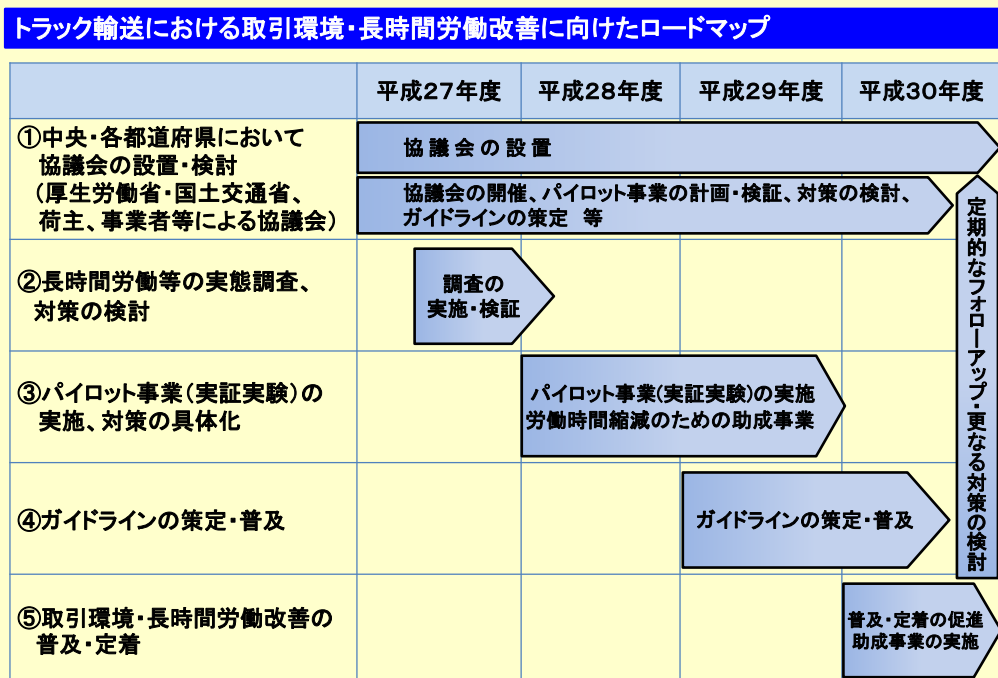 トラック輸送における取引環境・長時間労働改善に向けたロードマップ
平成27年度
平成28年度
平成29年度
平成30年度
①中央・各都道府県において
協議会の設置・検討
（厚生労働省・国土交通省、
荷主、事業者等による協議会）
協議会の設置
協議会の開催、パイロット事業の計画・検証、対策の検討、
ガイドラインの策定 等
定期的なフォローアップ・更なる対策の検討
②長時間労働等の実態調査、
対策の検討
調査の
実施・検証
③パイロット事業（実証実験）の
実施、対策の具体化
パイロット事業(実証実験)の実施
労働時間縮減のための助成事業
④ガイドラインの策定・普及
ガイドラインの策定・普及
⑤取引環境・長時間労働改善の
普及・定着
普及・定着の促進
助成事業の実施